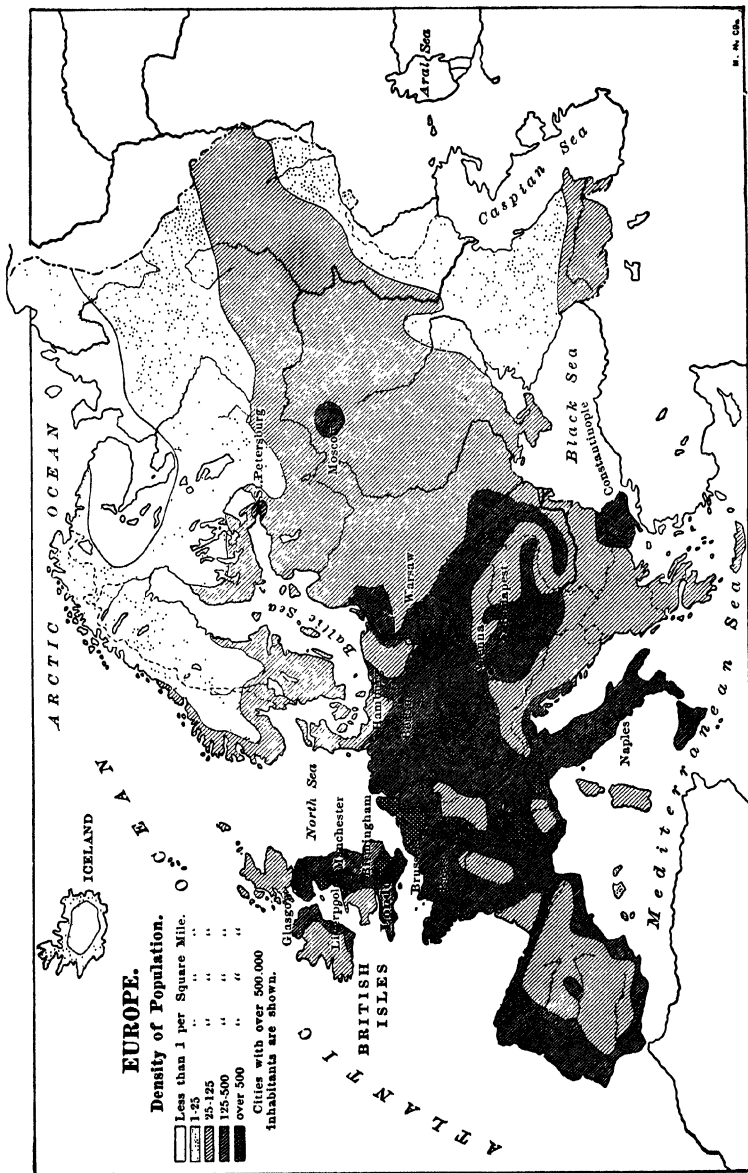 EUROPE.
Density of Population.
Less than 1 per Square Mile.
1-25 " " "
25-125 " " "
125-500 " " "
over 500 " "
Cities with over 500.000
inhabitants are shown.
ICELAND
ARCTIC OCEAN
ATLANTIC OCEAN
BRITISH
ISLES
Glasgow
Liverpool
Manchester
Birmingham
North Sea
Baltic Sea
St.Petersburg
Moscow
Warsaw
Naples
Constantinople
Black Sea
Caspian Sea
Aral Sea
Mediterranean Sea
M. N. Co.